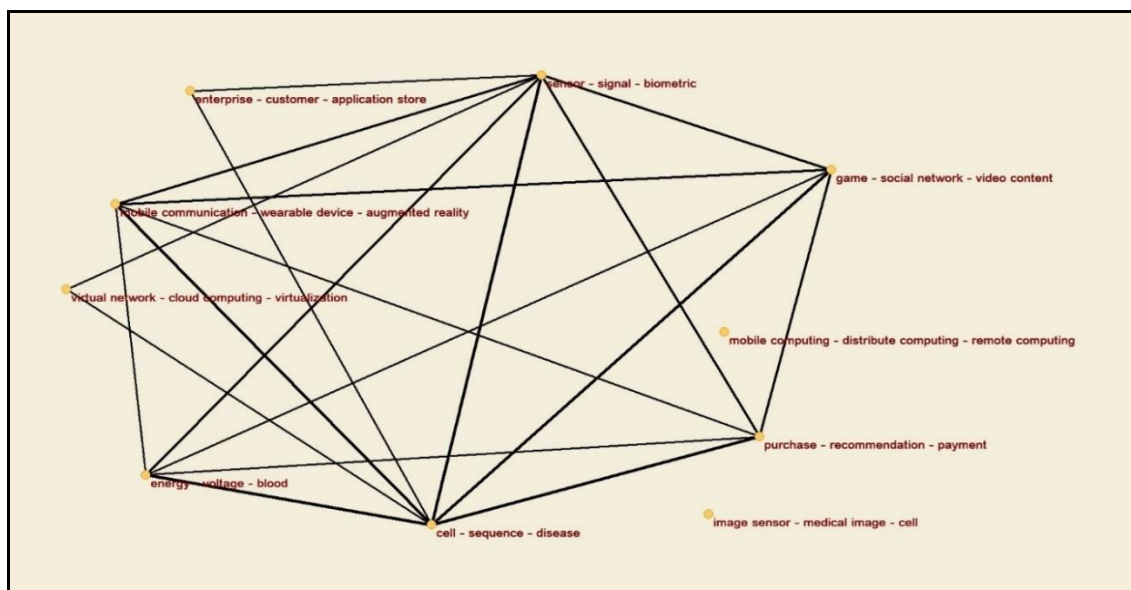 sensor - signal - biometric
enterprise - customer - application store
game - social network - video content
mobile communication - wearable device - augmented reality
virtual network - cloud computing - virtualization
mobile computing - distribute computing - remote computing
purchase - recommendation - payment
energy - voltage - blood
image sensor - medical image - cell
cell - sequence - disease